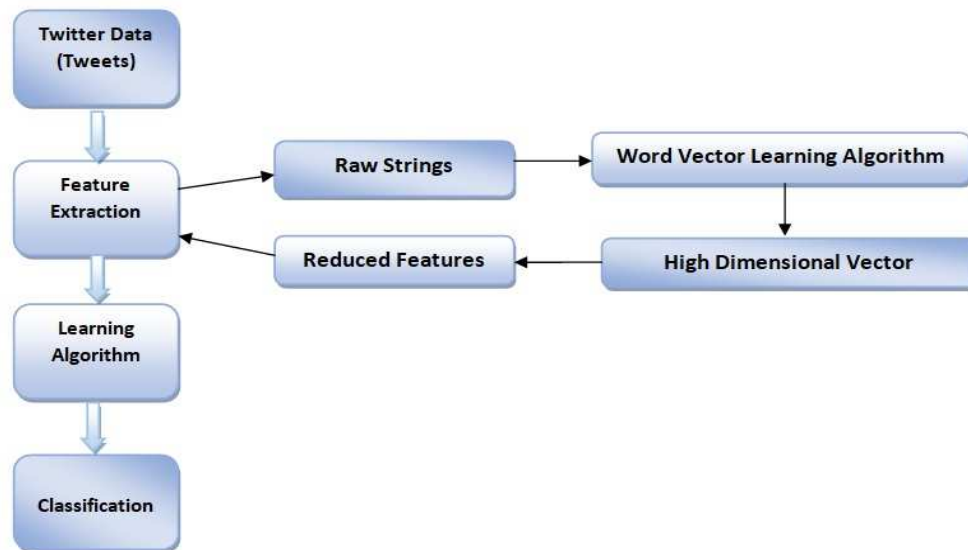 Twitter Data
(Tweets)
Feature
Extraction
Raw Strings
Word Vector Learning Algorithm
Reduced Features
High Dimensional Vector
Learning
Algorithm
Classification